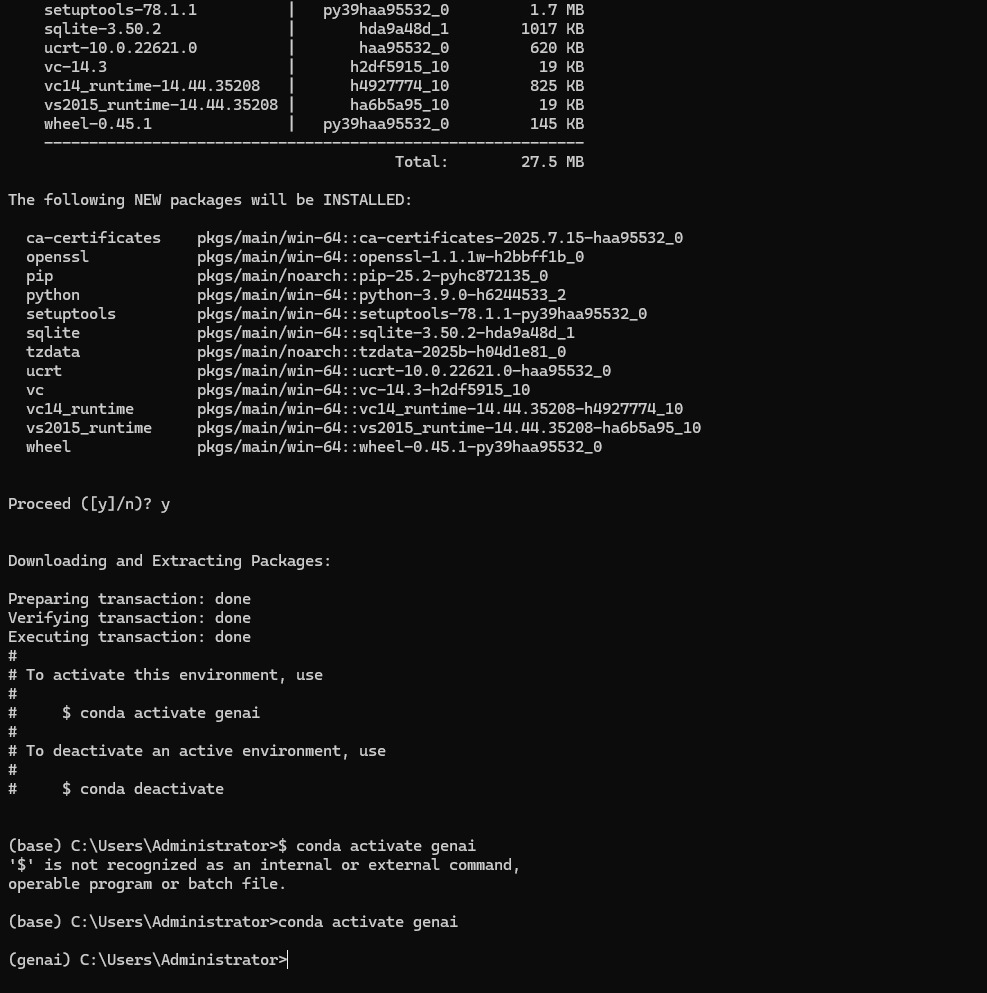 setuptools-78.1.1 | py39haa95532_0 1.7 MB
sqlite-3.50.2 | hda9a48d_1 1017 KB
ucrt-10.0.22621.0 | haa95532_0 620 KB
vc-14.3 | h2df5915_10 19 KB
vc14_runtime-14.44.35208 | h4927774_10 825 KB
vs2015_runtime-14.44.35208 | ha6b5a95_10 19 KB
wheel-0.45.1 | py39haa95532_0 145 KB
------------------------------------------------------------
Total: 27.5 MB
The following NEW packages will be INSTALLED:
ca-certificates pkgs/main/win-64::ca-certificates-2025.7.15-haa95532_0
openssl pkgs/main/win-64::openssl-1.1.1w-h2bbff1b_0
pip pkgs/main/noarch::pip-25.2-pyhc872135_0
python pkgs/main/win-64::python-3.9.0-h6244533_2
setuptools pkgs/main/win-64::setuptools-78.1.1-py39haa95532_0
sqlite pkgs/main/win-64::sqlite-3.50.2-hda9a48d_1
tzdata pkgs/main/noarch::tzdata-2025b-h04d1e81_0
ucrt pkgs/main/win-64::ucrt-10.0.22621.0-haa95532_0
vc pkgs/main/win-64::vc-14.3-h2df5915_10
vc14_runtime pkgs/main/win-64::vc14_runtime-14.44.35208-h4927774_10
vs2015_runtime pkgs/main/win-64::vs2015_runtime-14.44.35208-ha6b5a95_10
wheel pkgs/main/win-64::wheel-0.45.1-py39haa95532_0
Proceed ([y]/n)? y
Downloading and Extracting Packages:
Preparing transaction: done
Verifying transaction: done
Executing transaction: done
#
# To activate this environment, use
#
# $ conda activate genai
#
# To deactivate an active environment, use
#
# $ conda deactivate
(base) C:\Users\Administrator>$ conda activate genai
'$' is not recognized as an internal or external command,
operable program or batch file.
(base) C:\Users\Administrator>conda activate genai
(genai) C:\Users\Administrator>